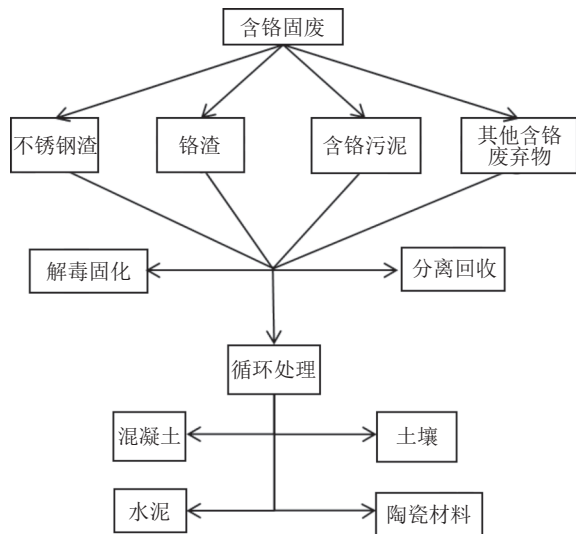 含铬固废
不锈钢渣
铬渣
含铬污泥
其他含铬
废弃物
解毒固化
分离回收
循环处理
混凝土
土壤
水泥
陶瓷材料